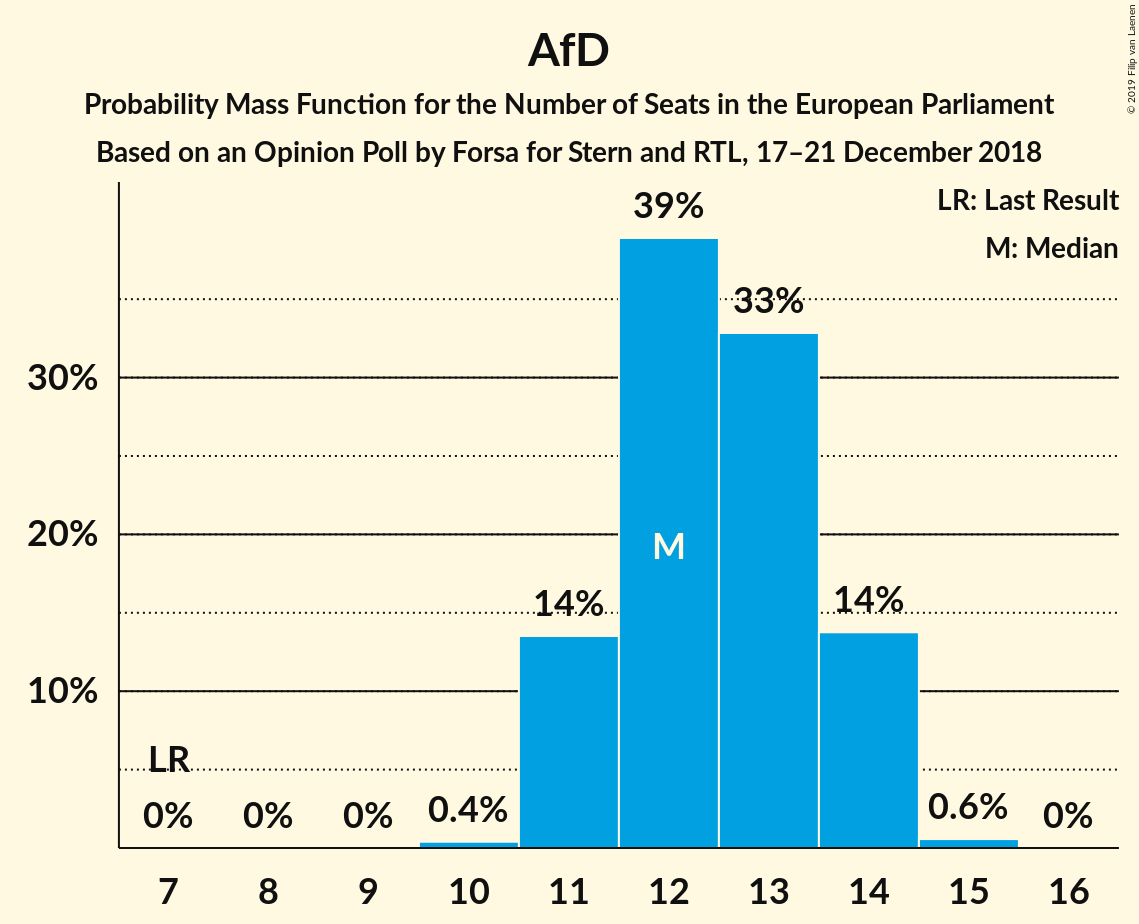 AfD
Probability Mass Function for the Number of Seats in the European Parliament
Based on an Opinion Poll by Forsa for Stern and RTL, 17–21 December 2018
© 2019 Filip van Laenen
LR: Last Result
M: Median
39%
33%
30%
20%
M
14%
14%
10%
LR
0%
0%
0%
0.4%
0.6%
0%
7 8 9 10 11 12 13 14 15 16